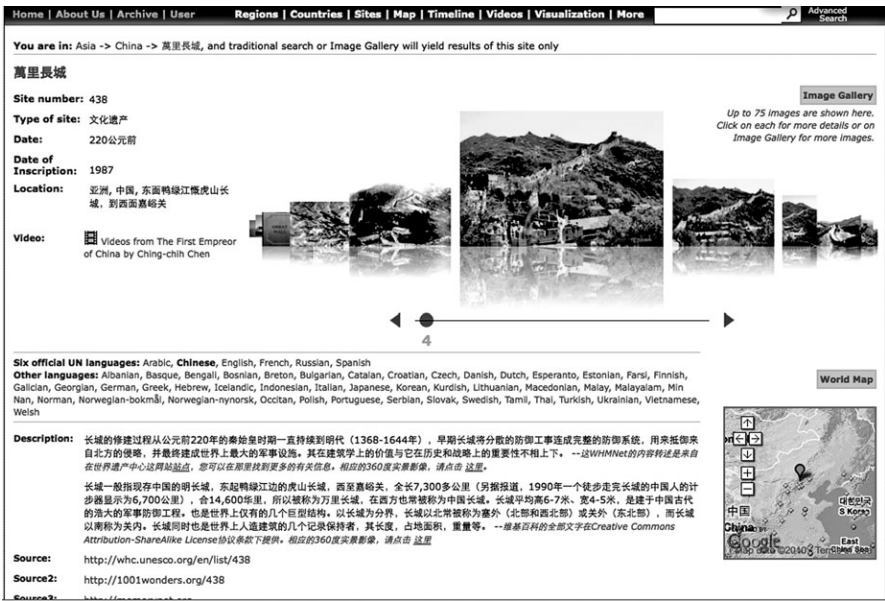 Home | About Us | Archive | User
Regions | Countries | Sites | Map | Timeline | Videos | Visualization | More
Advanced
Search
You are in: Asia -> China -> 萬里長城, and traditional search or Image Gallery will yield results of this site only
萬里長城
Site number: 438
Type of site: 文化遗产
Date: 220公元前
Date of
Inscription: 1987
Location: 亚洲, 中国, 东面鸭绿江慨虎山长
城，到西面嘉峪关
Video: Videos from The First Empreor
of China by Ching-chih Chen
Image Gallery
Up to 75 images are shown here.
Click on each for more details or on
Image Gallery for more images.
4
Six official UN languages: Arabic, Chinese, English, French, Russian, Spanish
Other languages: Albanian, Basque, Bengali, Bosnian, Breton, Bulgarian, Catalan, Croatian, Czech, Danish, Dutch, Esperanto, Estonian, Farsi, Finnish,
Galician, Georgian, German, Greek, Hebrew, Icelandic, Indonesian, Italian, Japanese, Korean, Kurdish, Lithuanian, Macedonian, Malay, Malayalam, Min
Nan, Norman, Norwegian-bokmål, Norwegian-nynorsk, Occitan, Polish, Portuguese, Serbian, Slovak, Swedish, Tamil, Thai, Turkish, Ukrainian, Vietnamese,
Welsh
World Map
Description: 长城的修建过程从公元前220年的秦始皇时期一直持续到明代（1368-1644年），早期长城将分散的防御工事连成完整的防御系统，用来抵御来
自北方的侵略，并最终建成世界上最大的军事设施。其在建筑学上的价值与它在历史和战略上的重要性不相上下。 --这WHMNet的内容转述是来自
在世界遗产中心这网站站点，您可以在那里找到更多的有关信息。相应的360度实景影像，请点击 这里。
长城一般指现存中国的明长城，东起鸭绿江边的虎山长城，西至嘉峪关，全长7,300多公里（另据报道，1990年一个徒步走完长城的中国人的计
步器显示为6,700公里），合14,600华里，所以被称为万里长城，在西方也常被称为中国长城。长城平均高6-7米、宽4-5米，是建于中国古代
的浩大的军事防御工程。也是世界上仅有的几个巨型结构。以长城为分界，长城以北常被称为塞外（北部和西北部）或关外（东北部），而长城
以南称为关内。长城同时也是世界上人造建筑的几个记录保持者，其长度，占地面积，重量等。 --维基百科的全部文字在Creative Commons
Attribution-ShareAlike License协议条款下提供。相应的360度实景影像，请点击 这里
中国
China
대한민국
S Korea
East
China Sea
Google
Source: http://whc.unesco.org/en/list/438
Source2: http://1001wonders.org/438
Source3: http://memorynet.org